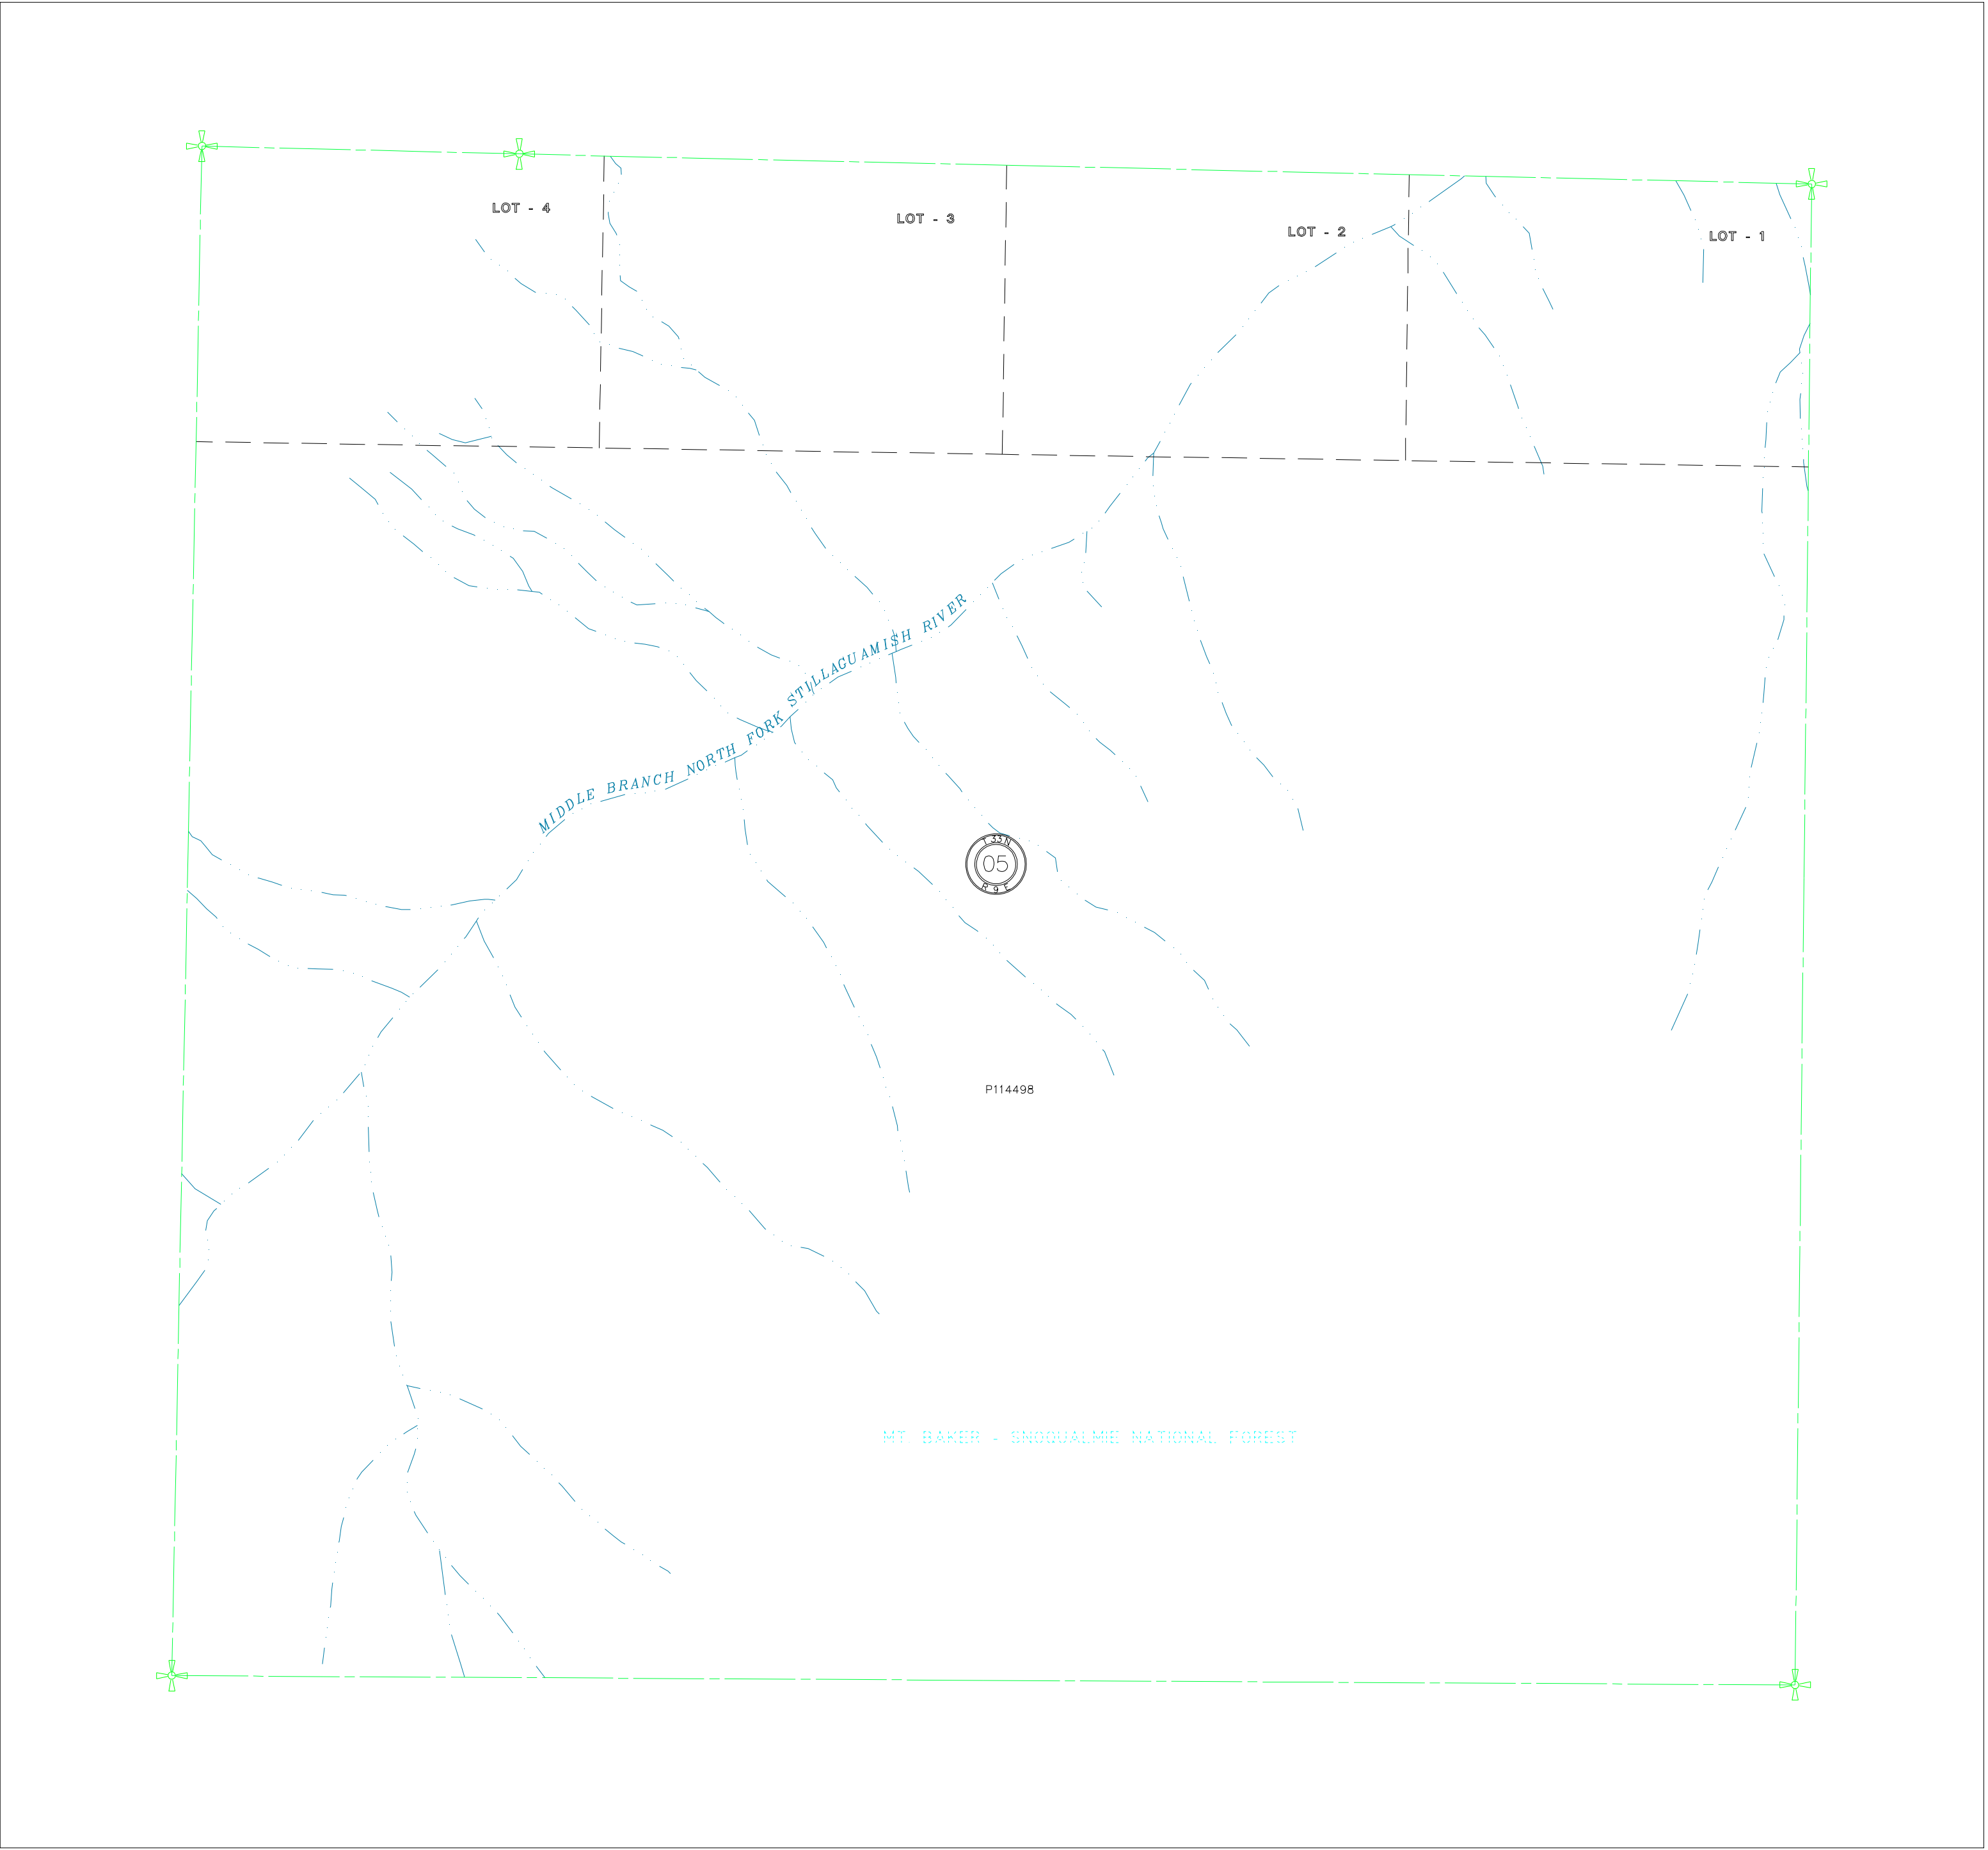 LOT - 4
LOT - 3
LOT - 2
LOT - 1
MIDDLE BRANCH NORTH FORK STILLAGUAMISH RIVER
T 33 N
05
R 9 E
P114498
MT BAKER - SNOQUALMIE NATIONAL FOREST